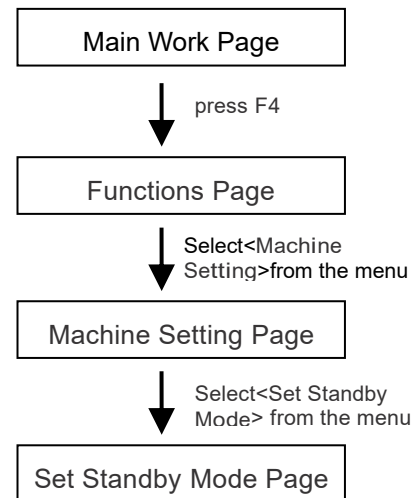 Main Work Page
press F4
Functions Page
Select<Machine
Setting>from the menu
Machine Setting Page
Select<Set Standby
Mode> from the menu
Set Standby Mode Page